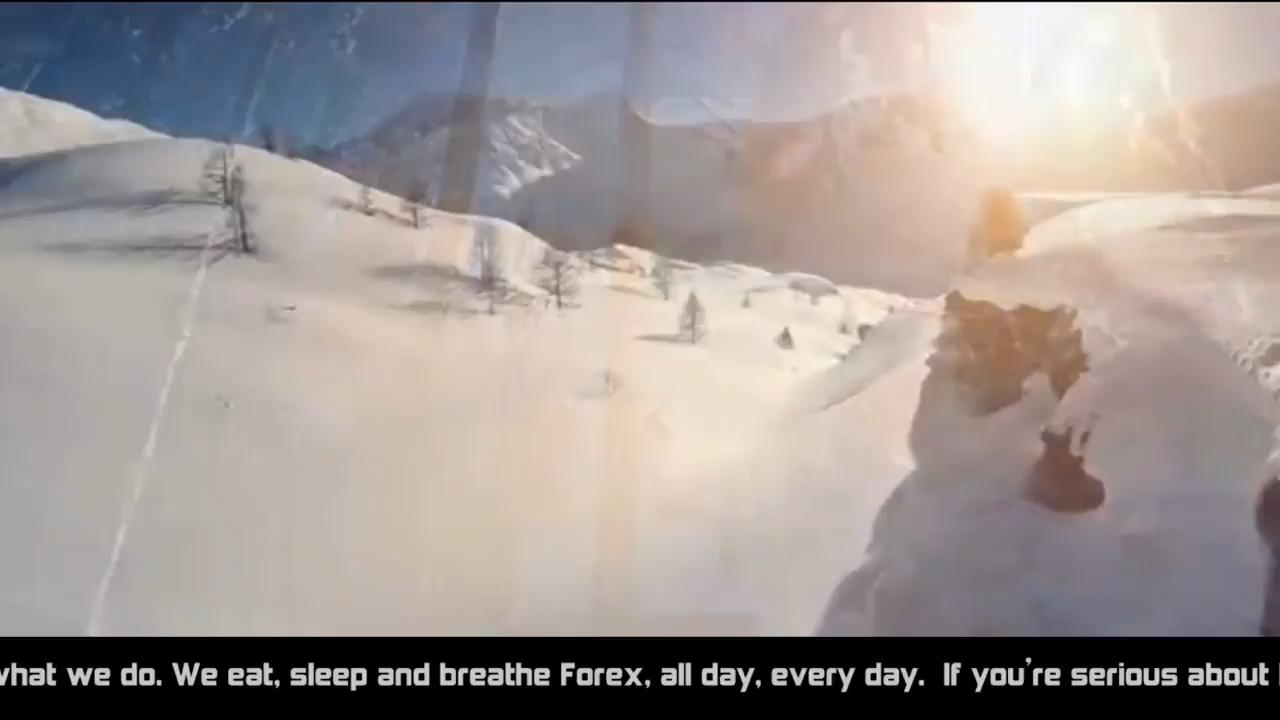 what we do. We eat, sleep and breathe Forex, all day, every day. If you're serious about